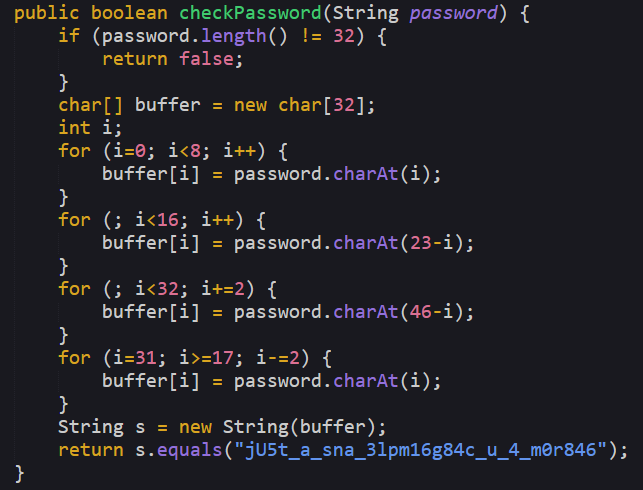 public boolean checkPassword(String password) {
    if (password.length() != 32) {
        return false;
    }
    char[] buffer = new char[32];
    int i;
    for (i=0; i<8; i++) {
        buffer[i] = password.charAt(i);
    }
    for (; i<16; i++) {
        buffer[i] = password.charAt(23-i);
    }
    for (; i<32; i+=2) {
        buffer[i] = password.charAt(46-i);
    }
    for (i=31; i>=17; i-=2) {
        buffer[i] = password.charAt(i);
    }
    String s = new String(buffer);
    return s.equals("jU5t_a_sna_3lpm16g84c_u_4_m0r846");
}